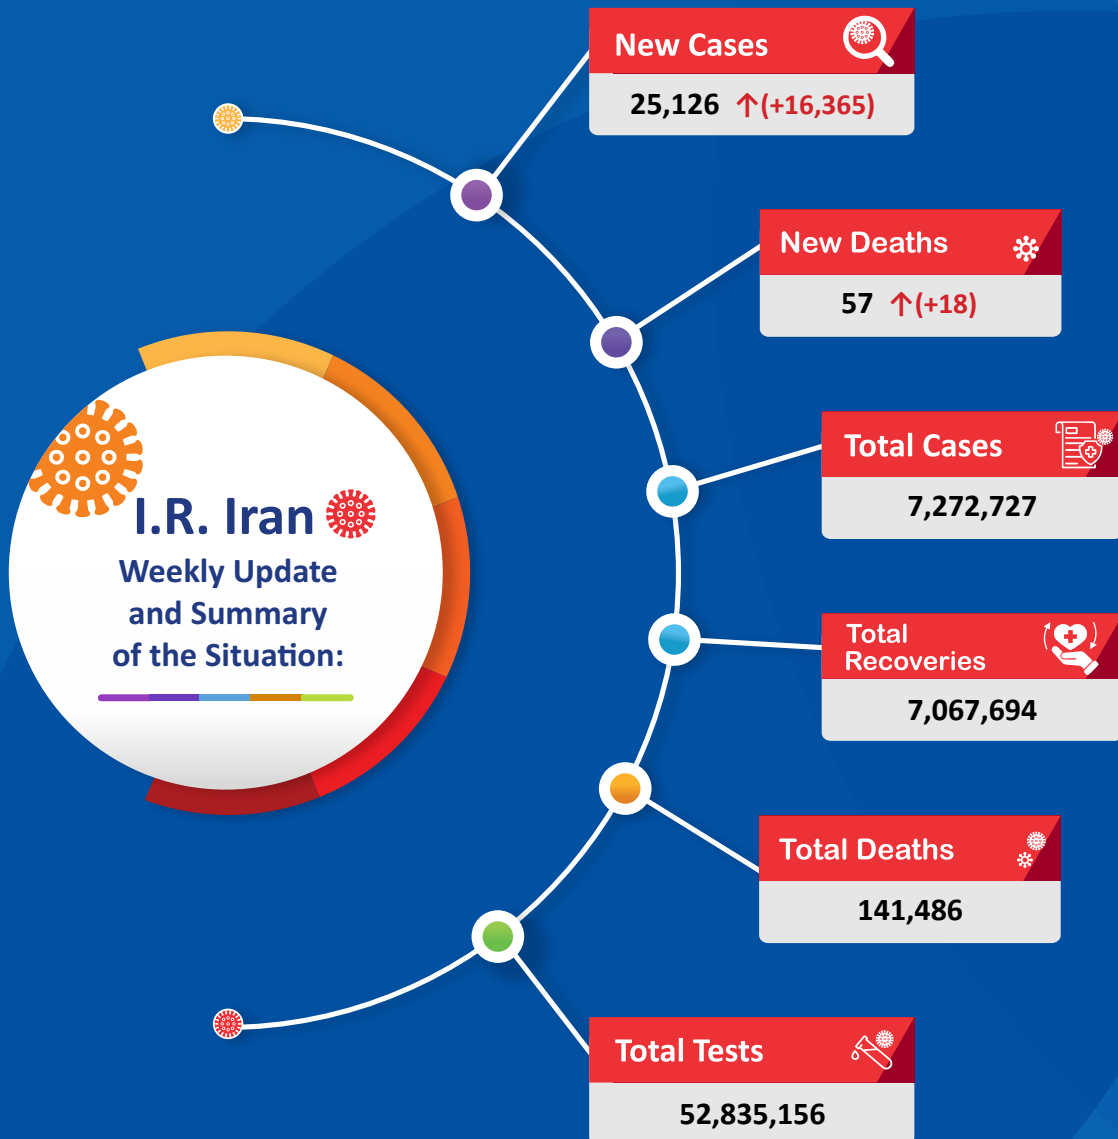 New Cases
25,126 ↑(+16,365)
New Deaths
57 ↑(+18)
I.R. Iran
Weekly Update
and Summary
of the Situation:
Total Cases
7,272,727
Total
Recoveries
7,067,694
Total Deaths
141,486
Total Tests
52,835,156